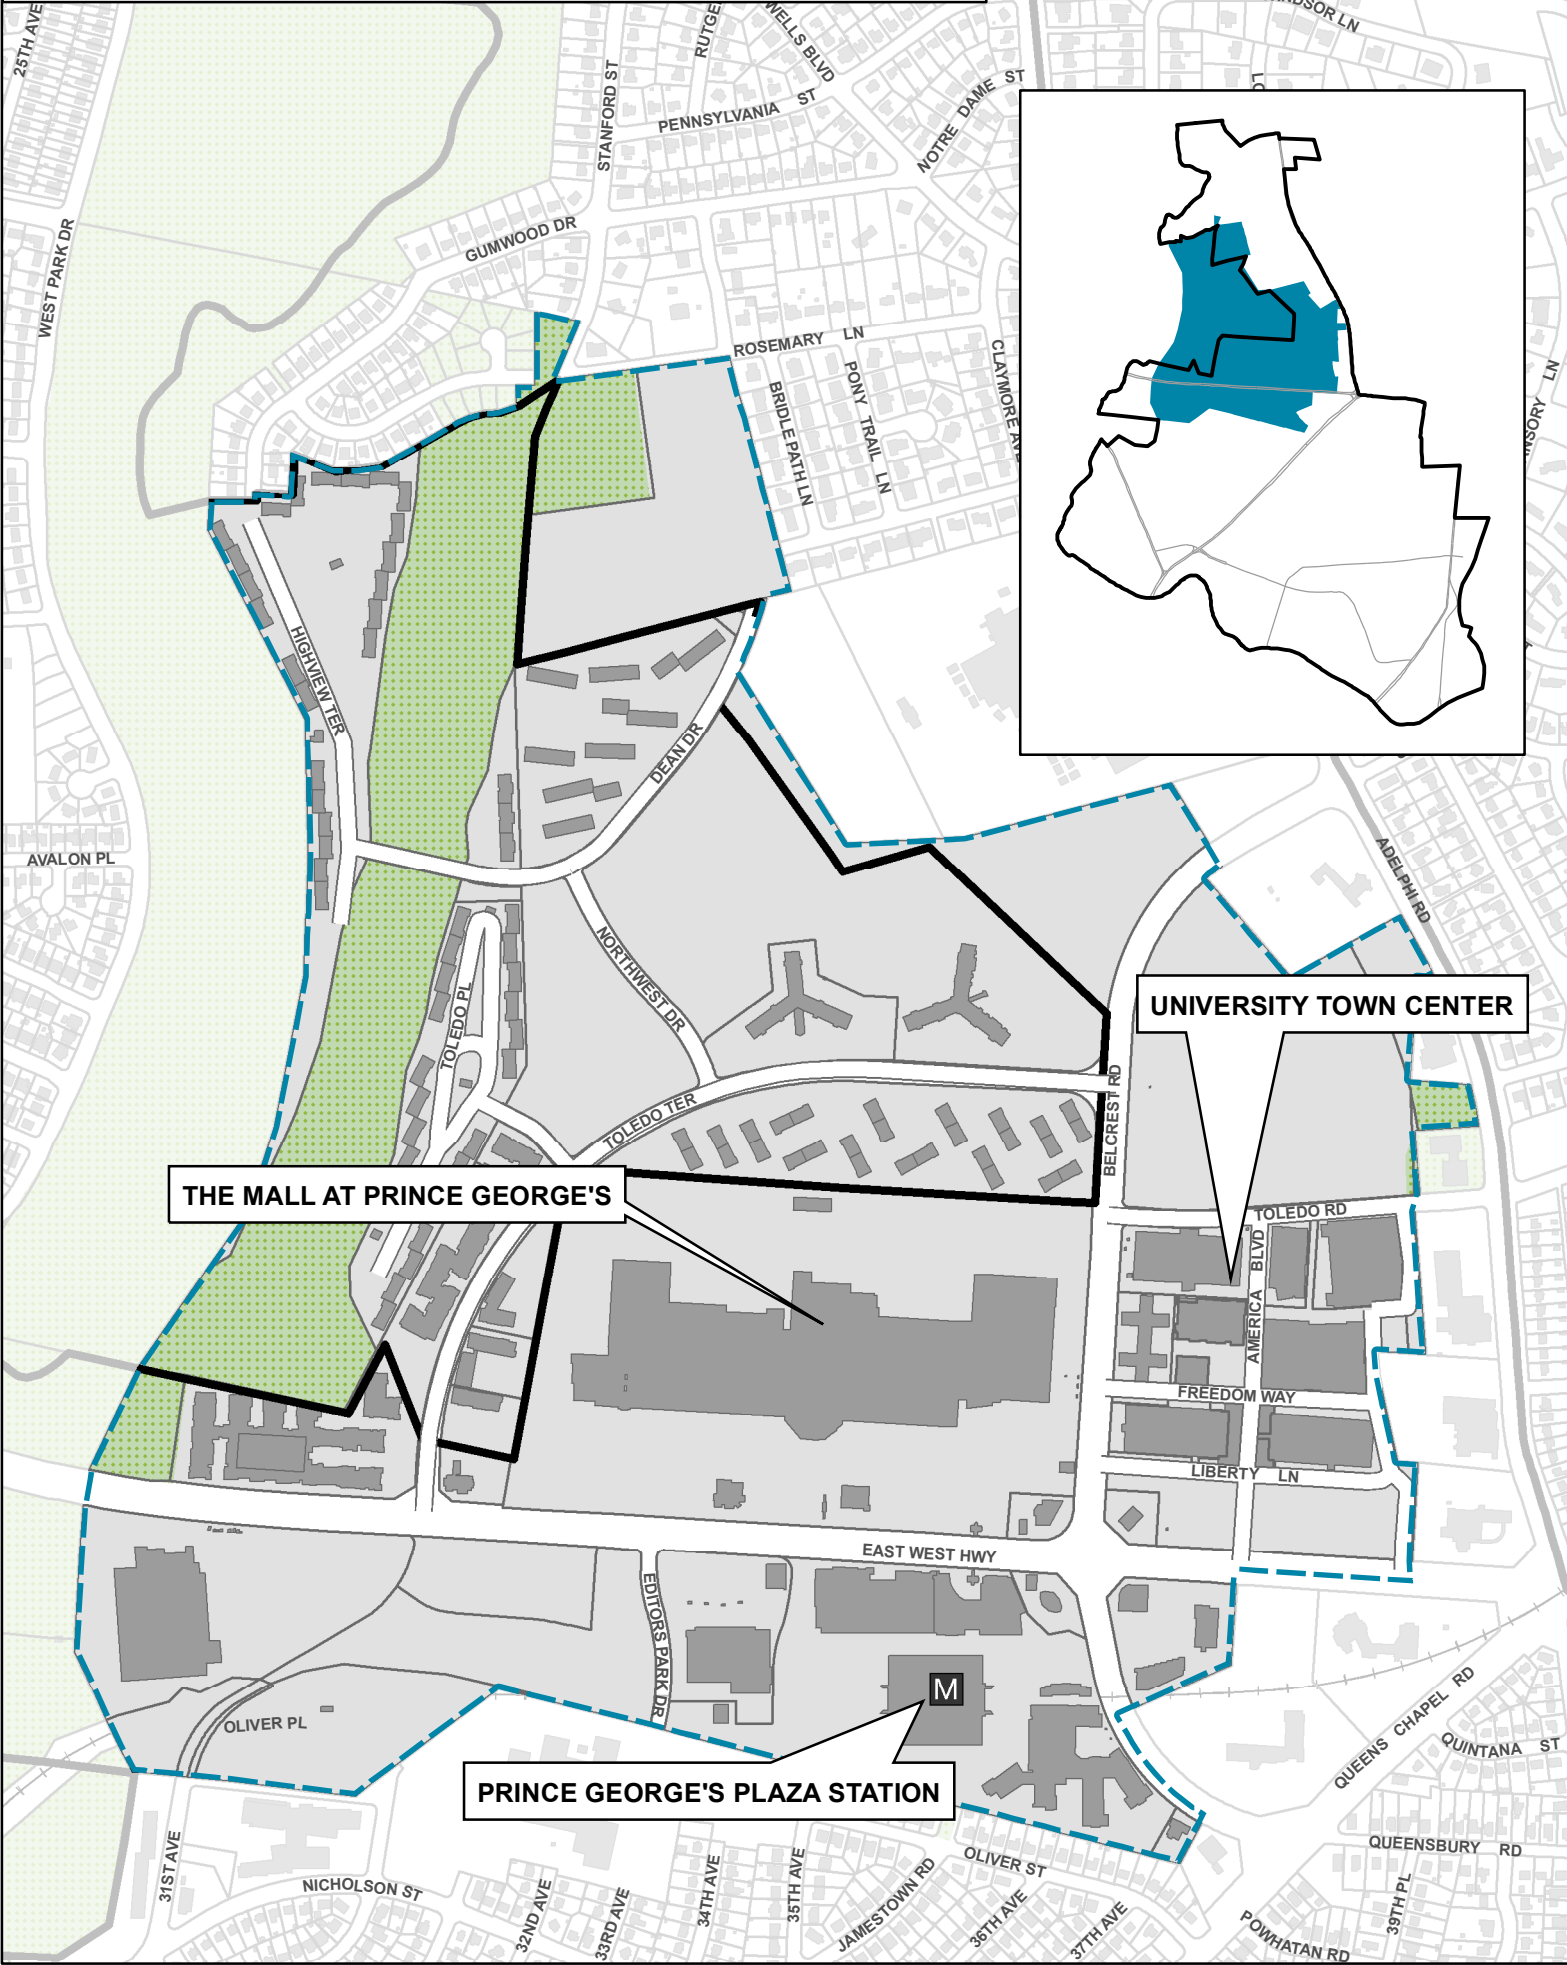 25TH AVE
STANFORD ST
WELLS BLVD
PENNSYLVANIA ST
NOTRE DAME ST
WEST PARK DR
GUMWOOD DR
ROSEMARY LN
BRIDLE PATH LN
PONY TRAIL LN
HIGHVIEW TER
DEAN DR
AVALON PL
ADELPHI RD
NORTHWEST DR
TOLEDO PL
TOLEDO TER
BELCREST RD
UNIVERSITY TOWN CENTER
THE MALL AT PRINCE GEORGE'S
TOLEDO RD
AMERICA BLVD
FREEDOM WAY
LIBERTY LN
EAST WEST HWY
EDITORS PARK DR
M
OLIVER PL
PRINCE GEORGE'S PLAZA STATION
QUEENS CHAPEL RD
QUINTANA ST
QUEENSBURY RD
31ST AVE
NICHOLSON ST
32ND AVE
33RD AVE
34TH AVE
35TH AVE
JAMESTOWN RD
OLIVER ST
36TH AVE
37TH AVE
POWHATAN RD
39TH PL